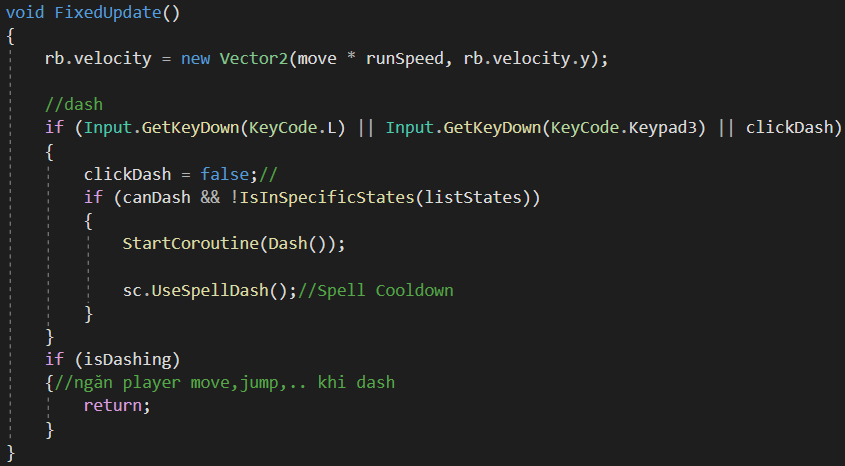 void FixedUpdate()
{
rb.velocity = new Vector2(move * runSpeed, rb.velocity.y);
//dash
if (Input.GetKeyDown(KeyCode.L) || Input.GetKeyDown(KeyCode.Keypad3) || clickDash)
{
clickDash = false;//
if (canDash && !IsInSpecificStates(listStates))
{
StartCoroutine(Dash());
sc.UseSpellDash();//Spell Cooldown
}
}
if (isDashing)
{//ngăn player move,jump,.. khi dash
return;
}
}